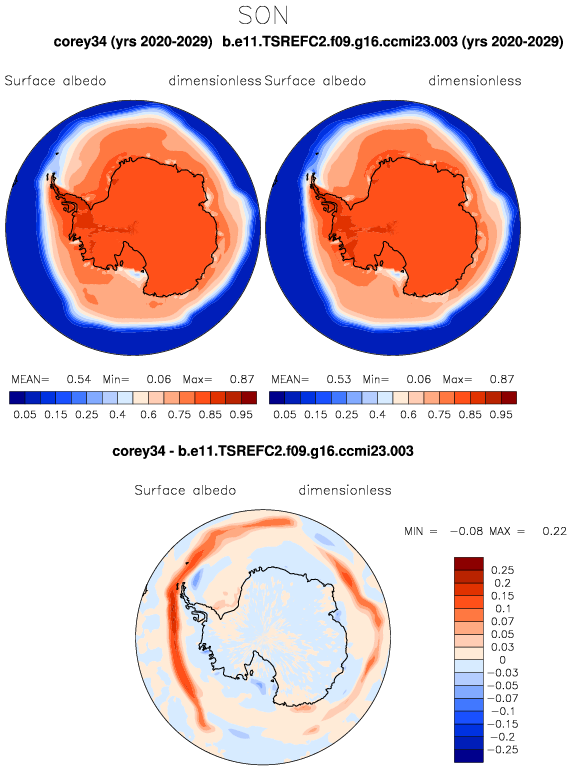 SON
corey34 (yrs 2020-2029) b.e11.TSREFC2.f09.g16.ccmi23.003 (yrs 2020-2029)
Surface albedo dimensionless Surface albedo dimensionless
MEAN= 0.54 Min= 0.06 Max= 0.87 MEAN= 0.53 Min= 0.06 Max= 0.87
0.05 0.15 0.25 0.4 0.6 0.75 0.85 0.95 0.05 0.15 0.25 0.4 0.6 0.75 0.85 0.95
corey34 - b.e11.TSREFC2.f09.g16.ccmi23.003
Surface albedo dimensionless
MIN = -0.08 MAX = 0.22
0.25
0.2
0.15
0.1
0.07
0.05
0.03
0
-0.03
-0.05
-0.07
-0.1
-0.15
-0.2
-0.25